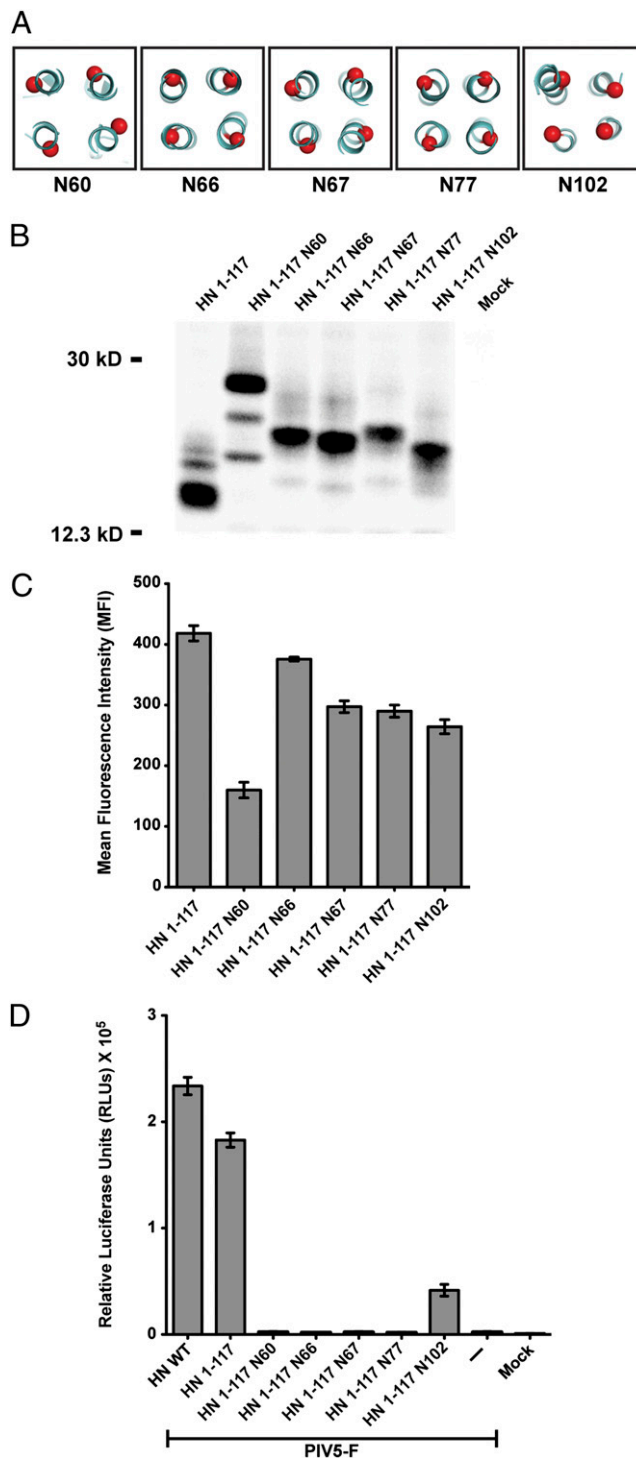 A
N60 N66 N67 N77 N102
B
HN 1-117
HN 1-117 N60
HN 1-117 N66
HN 1-117 N67
HN 1-117 N77
HN 1-117 N102
Mock
30 kD
12.3 kD
C
Mean Fluorescence Intensity (MFI)
500
400
300
200
100
0
HN 1-117
HN 1-117 N60
HN 1-117 N66
HN 1-117 N67
HN 1-117 N77
HN 1-117 N102
D
Relative Luciferase Units (RLUs) X 10⁵
3
2
1
0
HN WT
HN 1-117
HN 1-117 N60
HN 1-117 N66
HN 1-117 N67
HN 1-117 N77
HN 1-117 N102
–
Mock
PIV5-F